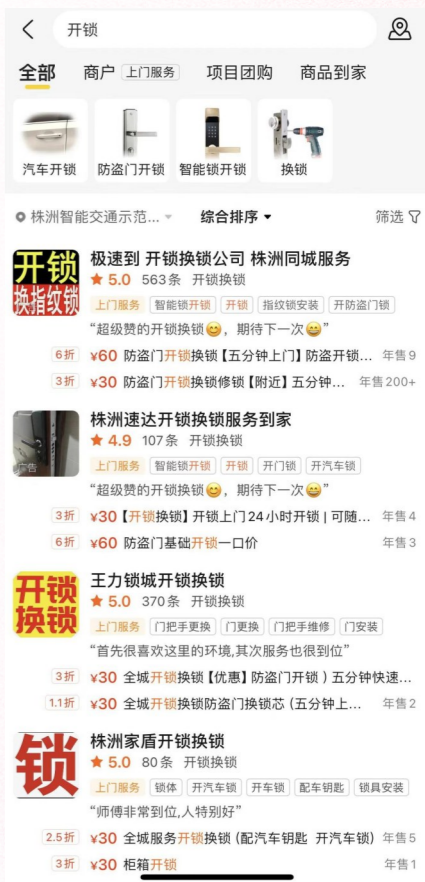 开锁
全部 商户 上门服务 项目团购 商品到家
汽车开锁 防盗门开锁 智能锁开锁 换锁
株洲智能交通示范... 综合排序 筛选
开锁
换指纹锁
极速到 开锁换锁公司 株洲同城服务
5.0 563条 开锁换锁
上门服务 智能锁开锁 开锁 指纹锁安装 开防盗门锁
“超级赞的开锁换锁😊，期待下一次😄”
6折 ¥60 防盗门开锁换锁【五分钟上门】防盗开锁... 年售9
3折 ¥30 防盗门开锁换锁修锁【附近】五分钟... 年售200+
广告
株洲速达开锁换锁服务到家
4.9 107条 开锁换锁
上门服务 智能锁开锁 开锁 开门锁 开汽车锁
“超级赞的开锁换锁😊，期待下一次😄”
3折 ¥30【开锁换锁】开锁上门24小时开锁 | 可随... 年售4
6折 ¥60 防盗门基础开锁一口价 年售3
开锁
换锁
王力锁城开锁换锁
5.0 370条 开锁换锁
上门服务 门把手更换 门更换 门把手维修 门安装
“首先很喜欢这里的环境,其次服务也很到位”
3折 ¥30 全城开锁换锁【优惠】防盗门开锁）五分钟快速...
1.1折 ¥30 全城开锁换锁防盗门换锁芯（五分钟上... 年售2
锁
株洲家盾开锁换锁
5.0 80条 开锁换锁
上门服务 锁体 开汽车锁 开车锁 配车钥匙 锁具安装
“师傅非常到位,人特别好”
2.5折 ¥30 全城服务开锁换锁（配汽车钥匙 开汽车锁） 年售5
3折 ¥30 柜箱开锁 年售1